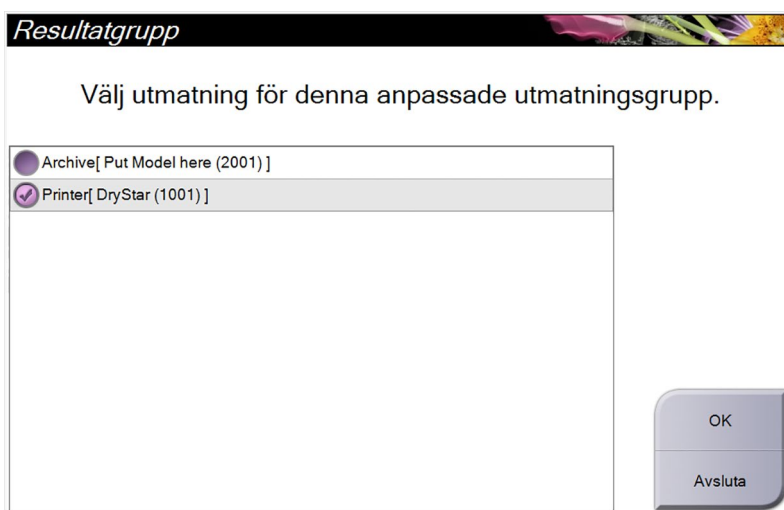 Resultatgrupp
Välj utmatning för denna anpassade utmatningsgrupp.
Archive[ Put Model here (2001) ]
Printer[ DryStar (1001) ]
OK
Avsluta